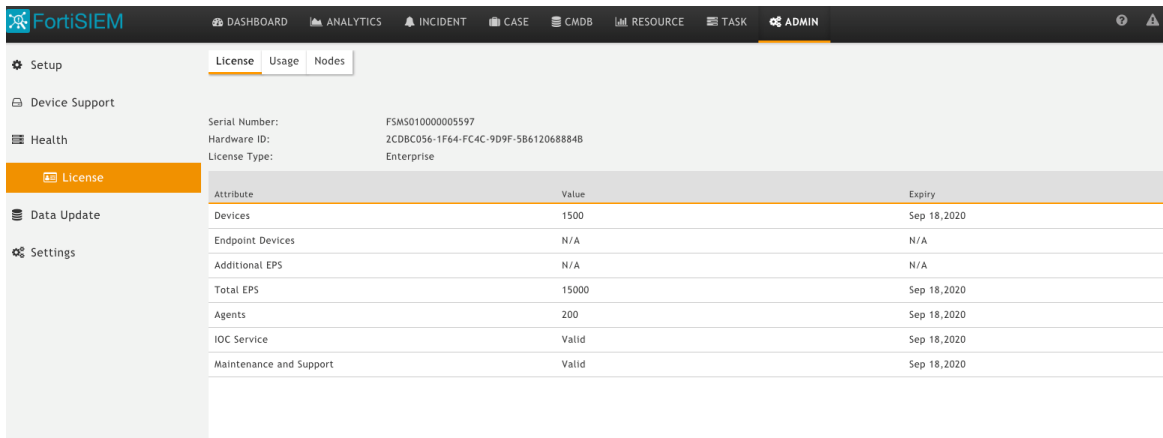 FortiSIEM
DASHBOARD ANALYTICS INCIDENT CASE CMDB RESOURCE TASK ADMIN
Setup
Device Support
Health
License
Data Update
Settings
License Usage Nodes
Serial Number: FSMS010000005597
Hardware ID: 2CDBC056-1F64-FC4C-9D9F-5B612068884B
License Type: Enterprise
Attribute Value Expiry
Devices 1500 Sep 18,2020
Endpoint Devices N/A N/A
Additional EPS N/A N/A
Total EPS 15000 Sep 18,2020
Agents 200 Sep 18,2020
IOC Service Valid Sep 18,2020
Maintenance and Support Valid Sep 18,2020